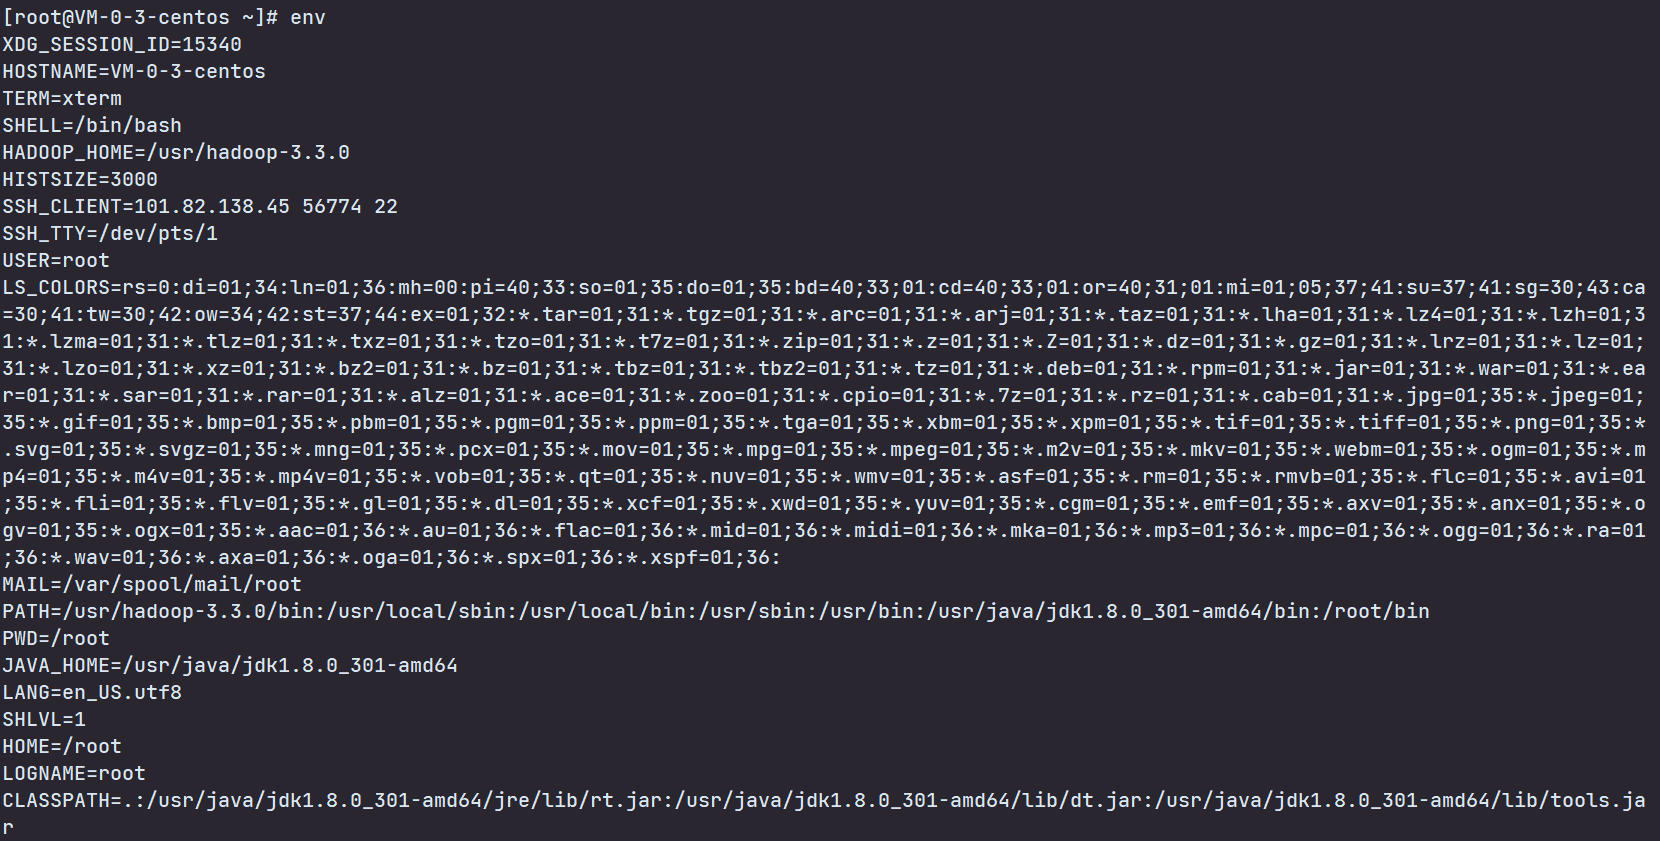 [root@VM-0-3-centos ~]# env
XDG_SESSION_ID=15340
HOSTNAME=VM-0-3-centos
TERM=xterm
SHELL=/bin/bash
HADOOP_HOME=/usr/hadoop-3.3.0
HISTSIZE=3000
SSH_CLIENT=101.82.138.45 56774 22
SSH_TTY=/dev/pts/1
USER=root
LS_COLORS=rs=0:di=01;34:ln=01;36:mh=00:pi=40;33:so=01;35:do=01;35:bd=40;33;01:cd=40;33;01:or=40;31;01:mi=01;05;37;41:su=37;41:sg=30;43:ca
=30;41:tw=30;42:ow=34;42:st=37;44:ex=01;32:*.tar=01;31:*.tgz=01;31:*.arc=01;31:*.arj=01;31:*.taz=01;31:*.lha=01;31:*.lz4=01;31:*.lzh=01;3
1:*.lzma=01;31:*.tlz=01;31:*.txz=01;31:*.tzo=01;31:*.t7z=01;31:*.zip=01;31:*.z=01;31:*.Z=01;31:*.dz=01;31:*.gz=01;31:*.lrz=01;31:*.lz=01;
31:*.lzo=01;31:*.xz=01;31:*.bz2=01;31:*.bz=01;31:*.tbz=01;31:*.tbz2=01;31:*.tz=01;31:*.deb=01;31:*.rpm=01;31:*.jar=01;31:*.war=01;31:*.ea
r=01;31:*.sar=01;31:*.rar=01;31:*.alz=01;31:*.ace=01;31:*.zoo=01;31:*.cpio=01;31:*.7z=01;31:*.rz=01;31:*.cab=01;31:*.jpg=01;35:*.jpeg=01;
35:*.gif=01;35:*.bmp=01;35:*.pbm=01;35:*.pgm=01;35:*.ppm=01;35:*.tga=01;35:*.xbm=01;35:*.xpm=01;35:*.tif=01;35:*.tiff=01;35:*.png=01;35:*
.svg=01;35:*.svgz=01;35:*.mng=01;35:*.pcx=01;35:*.mov=01;35:*.mpg=01;35:*.mpeg=01;35:*.m2v=01;35:*.mkv=01;35:*.webm=01;35:*.ogm=01;35:*.m
p4=01;35:*.m4v=01;35:*.mp4v=01;35:*.vob=01;35:*.qt=01;35:*.nuv=01;35:*.wmv=01;35:*.asf=01;35:*.rm=01;35:*.rmvb=01;35:*.flc=01;35:*.avi=01
;35:*.fli=01;35:*.flv=01;35:*.gl=01;35:*.dl=01;35:*.xcf=01;35:*.xwd=01;35:*.yuv=01;35:*.cgm=01;35:*.emf=01;35:*.axv=01;35:*.anx=01;35:*.o
gv=01;35:*.ogx=01;35:*.aac=01;36:*.au=01;36:*.flac=01;36:*.mid=01;36:*.midi=01;36:*.mka=01;36:*.mp3=01;36:*.mpc=01;36:*.ogg=01;36:*.ra=01
;36:*.wav=01;36:*.axa=01;36:*.oga=01;36:*.spx=01;36:*.xspf=01;36:
MAIL=/var/spool/mail/root
PATH=/usr/hadoop-3.3.0/bin:/usr/local/sbin:/usr/local/bin:/usr/sbin:/usr/bin:/usr/java/jdk1.8.0_301-amd64/bin:/root/bin
PWD=/root
JAVA_HOME=/usr/java/jdk1.8.0_301-amd64
LANG=en_US.utf8
SHLVL=1
HOME=/root
LOGNAME=root
CLASSPATH=.:/usr/java/jdk1.8.0_301-amd64/jre/lib/rt.jar:/usr/java/jdk1.8.0_301-amd64/lib/dt.jar:/usr/java/jdk1.8.0_301-amd64/lib/tools.ja
r